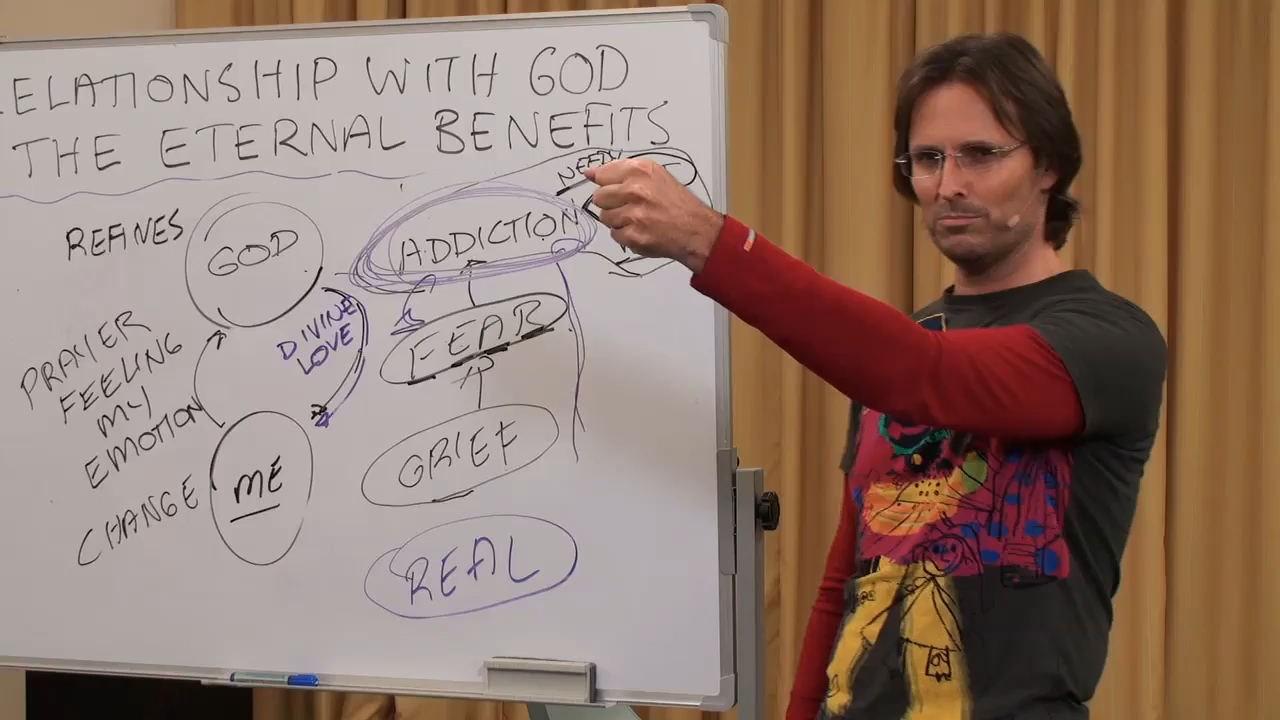 RELATIONSHIP WITH GOD
THE ETERNAL BENEFITS
REFINES
GOD
DIVINE
LOVE
PRAYER
FEELING
MY
EMOTION
CHANGE
ME
ADDICTION
FEAR
GRIEF
REAL